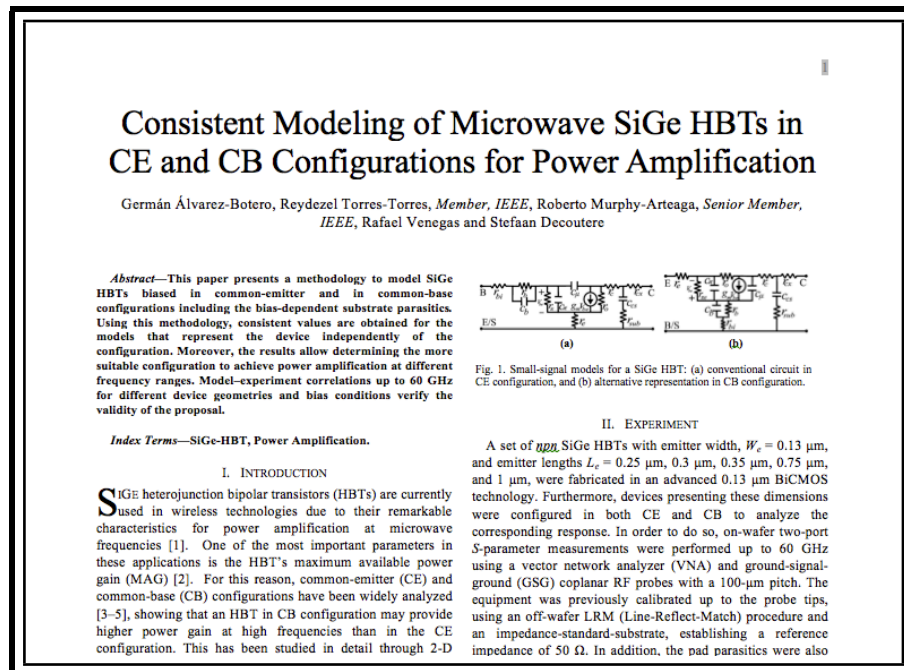 Consistent Modeling of Microwave SiGe HBTs in
CE and CB Configurations for Power Amplification
Germán Álvarez-Botero, Reydezel Torres-Torres, Member, IEEE, Roberto Murphy-Arteaga, Senior Member,
IEEE, Rafael Venegas and Stefaan Decoutere
Abstract—This paper presents a methodology to model SiGe
HBTs biased in common-emitter and in common-base
configurations including the bias-dependent substrate parasitics.
Using this methodology, consistent values are obtained for the
models that represent the device independently of the
configuration. Moreover, the results allow determining the more
suitable configuration to achieve power amplification at different
frequency ranges. Model–experiment correlations up to 60 GHz
for different device geometries and bias conditions verify the
validity of the proposal.
Index Terms—SiGe-HBT, Power Amplification.
I. INTRODUCTION
SIGE heterojunction bipolar transistors (HBTs) are currently
used in wireless technologies due to their remarkable
characteristics for power amplification at microwave
frequencies [1]. One of the most important parameters in
these applications is the HBT's maximum available power
gain (MAG) [2]. For this reason, common-emitter (CE) and
common-base (CB) configurations have been widely analyzed
[3–5], showing that an HBT in CB configuration may provide
higher power gain at high frequencies than in the CE
configuration. This has been studied in detail through 2-D
B
C
E/S
(a)
E
C
B/S
(b)
Fig. 1. Small-signal models for a SiGe HBT: (a) conventional circuit in
CE configuration, and (b) alternative representation in CB configuration.
II. EXPERIMENT
A set of npn SiGe HBTs with emitter width, We = 0.13 μm,
and emitter lengths Le = 0.25 μm, 0.3 μm, 0.35 μm, 0.75 μm,
and 1 μm, were fabricated in an advanced 0.13 μm BiCMOS
technology. Furthermore, devices presenting these dimensions
were configured in both CE and CB to analyze the
corresponding response. In order to do so, on-wafer two-port
S-parameter measurements were performed up to 60 GHz
using a vector network analyzer (VNA) and ground-signal-
ground (GSG) coplanar RF probes with a 100-μm pitch. The
equipment was previously calibrated up to the probe tips,
using an off-wafer LRM (Line-Reflect-Match) procedure and
an impedance-standard-substrate, establishing a reference
impedance of 50 Ω. In addition, the pad parasitics were also